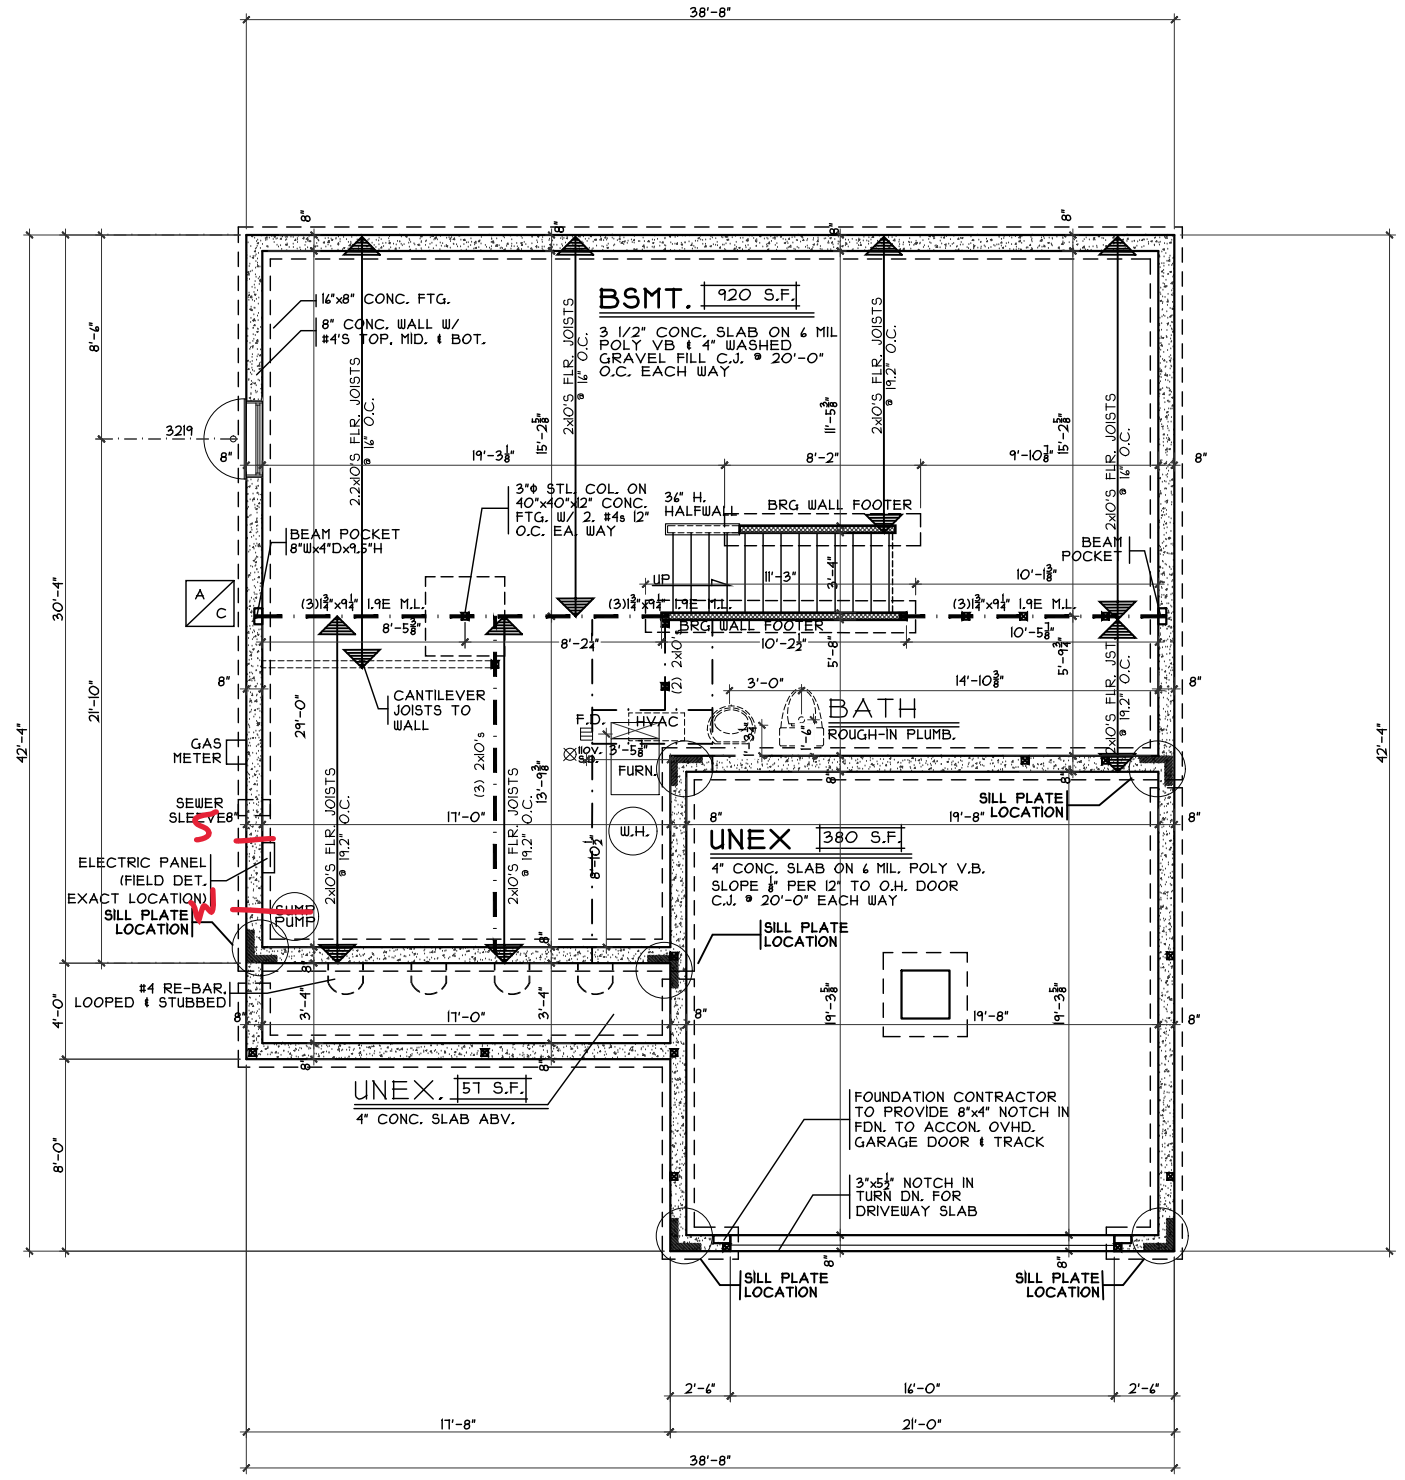 38'-8"
8"
8"
8"
8"
BSMT. 920 S.F.
3 1/2" CONC. SLAB ON 6 MIL
POLY VB & 4" WASHED
GRAVEL FILL C.J. @ 20'-0"
O.C. EACH WAY
16"x8" CONC. FTG.
8" CONC. WALL W/
#4'S TOP, MID. & BOT.
2x10'S FLR. JOISTS
@ 16" O.C.
2x10'S FLR. JOISTS
@ 19.2" O.C.
2.2x10'S FLR. JOISTS
@ 16" O.C.
2x10'S FLR. JOISTS
@ 16" O.C.
8'-6"
3219
8"
19'-3 1/8"
15'-2 5/8"
11'-5 3/8"
8'-2"
9'-10 7/8"
15'-2 5/8"
8"
3"Φ STL. COL. ON
40"x40"x12" CONC.
FTG. W/ 2, #4s 12"
O.C. EA. WAY
36" H.
HALFWALL
BRG WALL FOOTER
BEAM POCKET
8"Wx4"Dx9.5"H
BEAM
POCKET
30'-4"
A
C
UP
11'-3"
3'-4"
10'-1 3/8"
(3)1 3/4"x9 1/4" 1.9E M.L.
(3)1 3/4"x9 1/2" 1.9E M.L.
(3)1 3/4"x9 1/4" 1.9E M.L.
8'-5 3/8"
BRG WALL FOOTER
8'-2 1/2"
10'-2 1/2"
10'-5 7/8"
5'-8"
5'-9 3/4"
(2) 2x10'
8"
3'-0"
14'-10 3/8"
8"
21'-10"
29'-0"
CANTILEVER
JOISTS TO
WALL
BATH
ROUGH-IN PLUMB.
2x10'S FLR. JST
@ 19.2" O.C.
F.D.
HVAC
42'-4"
42'-4"
GAS
METER
110V.
3'-5 5/8"
FURN.
8"
8"
(3) 2x10's
13'-9 3/8"
SEWER
SLEEVE
S
8"
17'-0"
W.H.
8"
19'-8"
8"
SILL PLATE
LOCATION
2x10'S FLR. JOISTS
@ 19.2" O.C.
2x10'S FLR. JOISTS
@ 19.2" O.C.
8'-10 1/2"
UNEX 380 S.F.
4" CONC. SLAB ON 6 MIL. POLY V.B.
SLOPE 1/8" PER 12" TO O.H. DOOR
C.J. @ 20'-0" EACH WAY
ELECTRIC PANEL
(FIELD DET.
EXACT LOCATION)
W
SUMP
PUMP
SILL PLATE
LOCATION
SILL PLATE
LOCATION
8"
8"
#4 RE-BAR,
LOOPED & STUBBED
4'-0"
3'-4"
3'-4"
8"
17'-0"
8"
19'-3 5/8"
19'-8"
19'-3 5/8"
8"
8"
8"
UNEX. 57 S.F.
4" CONC. SLAB ABV.
8'-0"
FOUNDATION CONTRACTOR
TO PROVIDE 8"x4" NOTCH IN
FDN. TO ACCON. OVHD.
GARAGE DOOR & TRACK
3"x5 1/2" NOTCH IN
TURN DN. FOR
DRIVEWAY SLAB
8"
8"
SILL PLATE
LOCATION
SILL PLATE
LOCATION
2'-6"
16'-0"
2'-6"
17'-8"
21'-0"
38'-8"